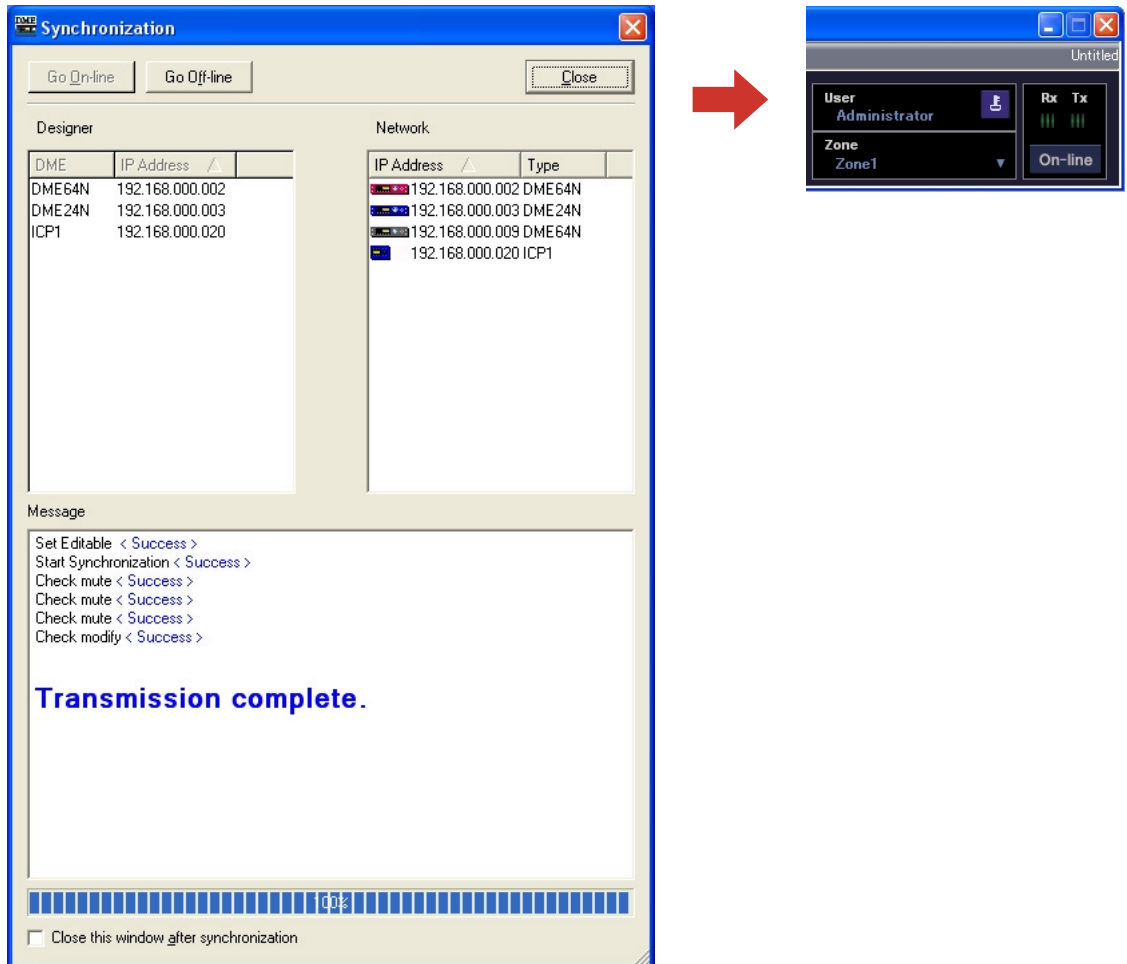 DME Synchronization
Go On-line Go Off-line Close
Designer
DME IP Address
DME64N 192.168.000.002
DME24N 192.168.000.003
ICP1 192.168.000.020
Network
IP Address Type
192.168.000.002 DME64N
192.168.000.003 DME24N
192.168.000.009 DME64N
192.168.000.020 ICP1
Message
Set Editable < Success >
Start Synchronization < Success >
Check mute < Success >
Check mute < Success >
Check mute < Success >
Check modify < Success >
Transmission complete.
100%
Close this window after synchronization
Untitled
User
Administrator
Zone
Zone1
Rx Tx
On-line